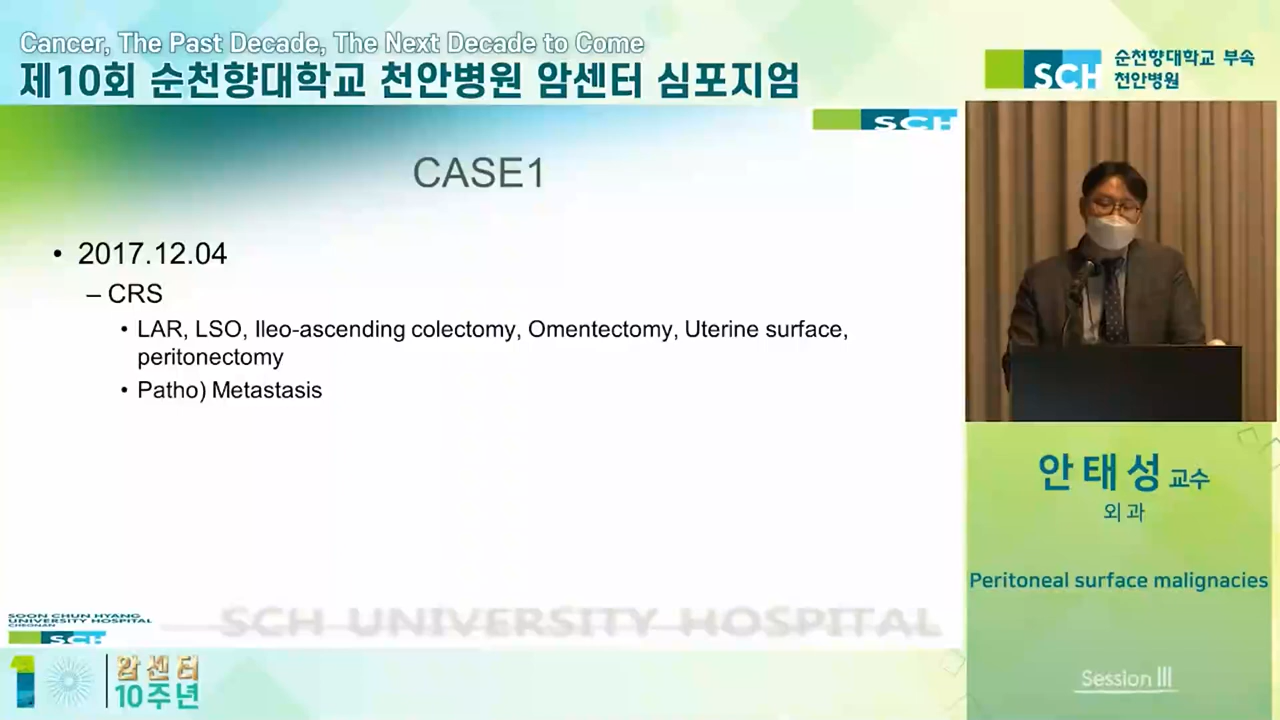 Cancer, The Past Decade, The Next Decade to Come
제10회 순천향대학교 천안병원 암센터 심포지엄
SCH
순천향대학교 부속
천안병원
SCH
CASE1
• 2017.12.04
– CRS
• LAR, LSO, Ileo-ascending colectomy, Omentectomy, Uterine surface,
peritonectomy
• Patho) Metastasis
안태성 교수
외과
Peritoneal surface malignacies
Session III
SOON CHUN HYANG
UNIVERSITY HOSPITAL
CHEONAN
SCH
SCH UNIVERSITY HOSPITAL
10
암센터
10주년